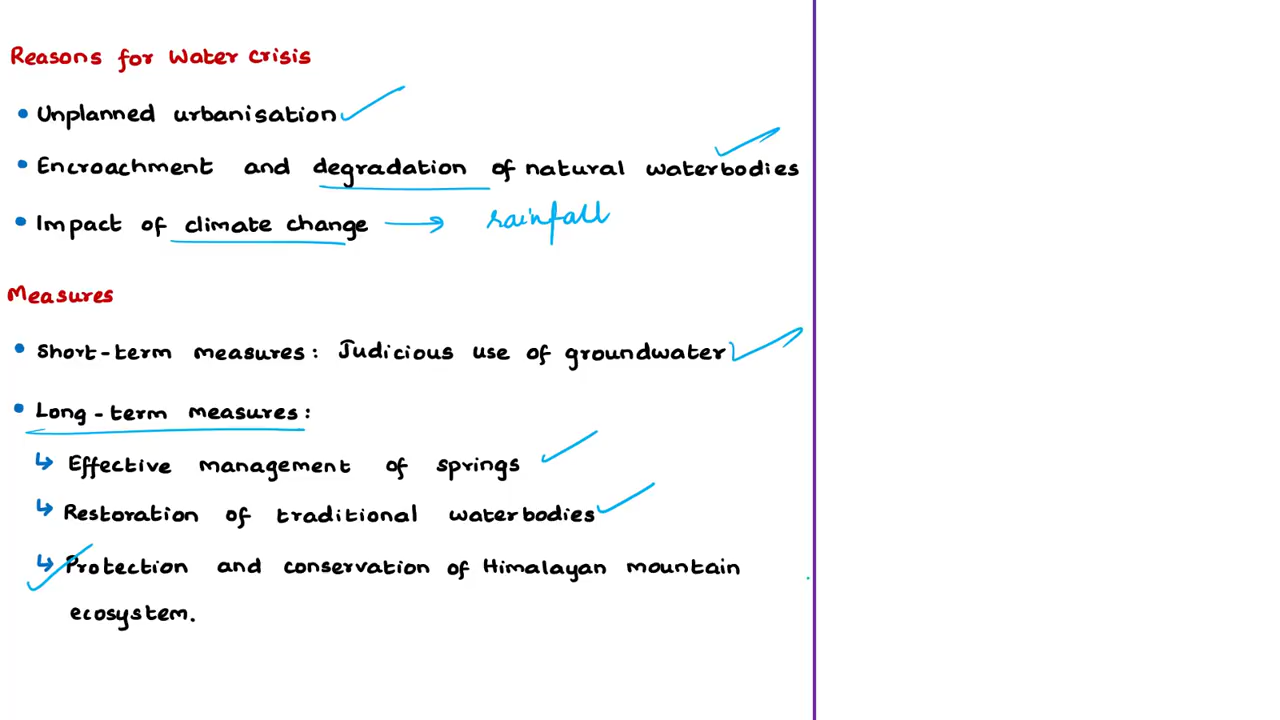 Reasons for Water Crisis
• Unplanned urbanisation
• Encroachment and degradation of natural waterbodies
• Impact of climate change → rainfall
Measures
• Short-term measures: Judicious use of groundwater
• Long-term measures:
↳ Effective management of springs
↳ Restoration of traditional waterbodies
↳ Protection and conservation of Himalayan mountain
ecosystem.